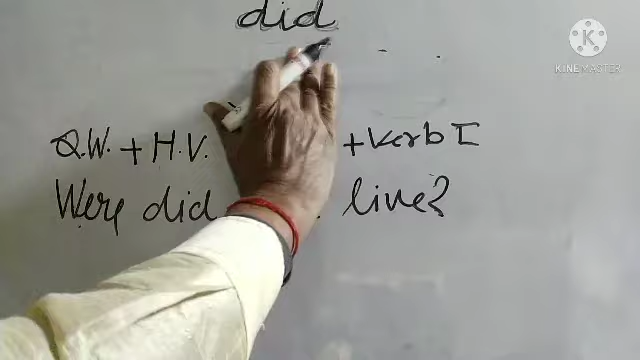 did
KINEMASTER
Q.W. + H.V. + Verb I
Were did live?